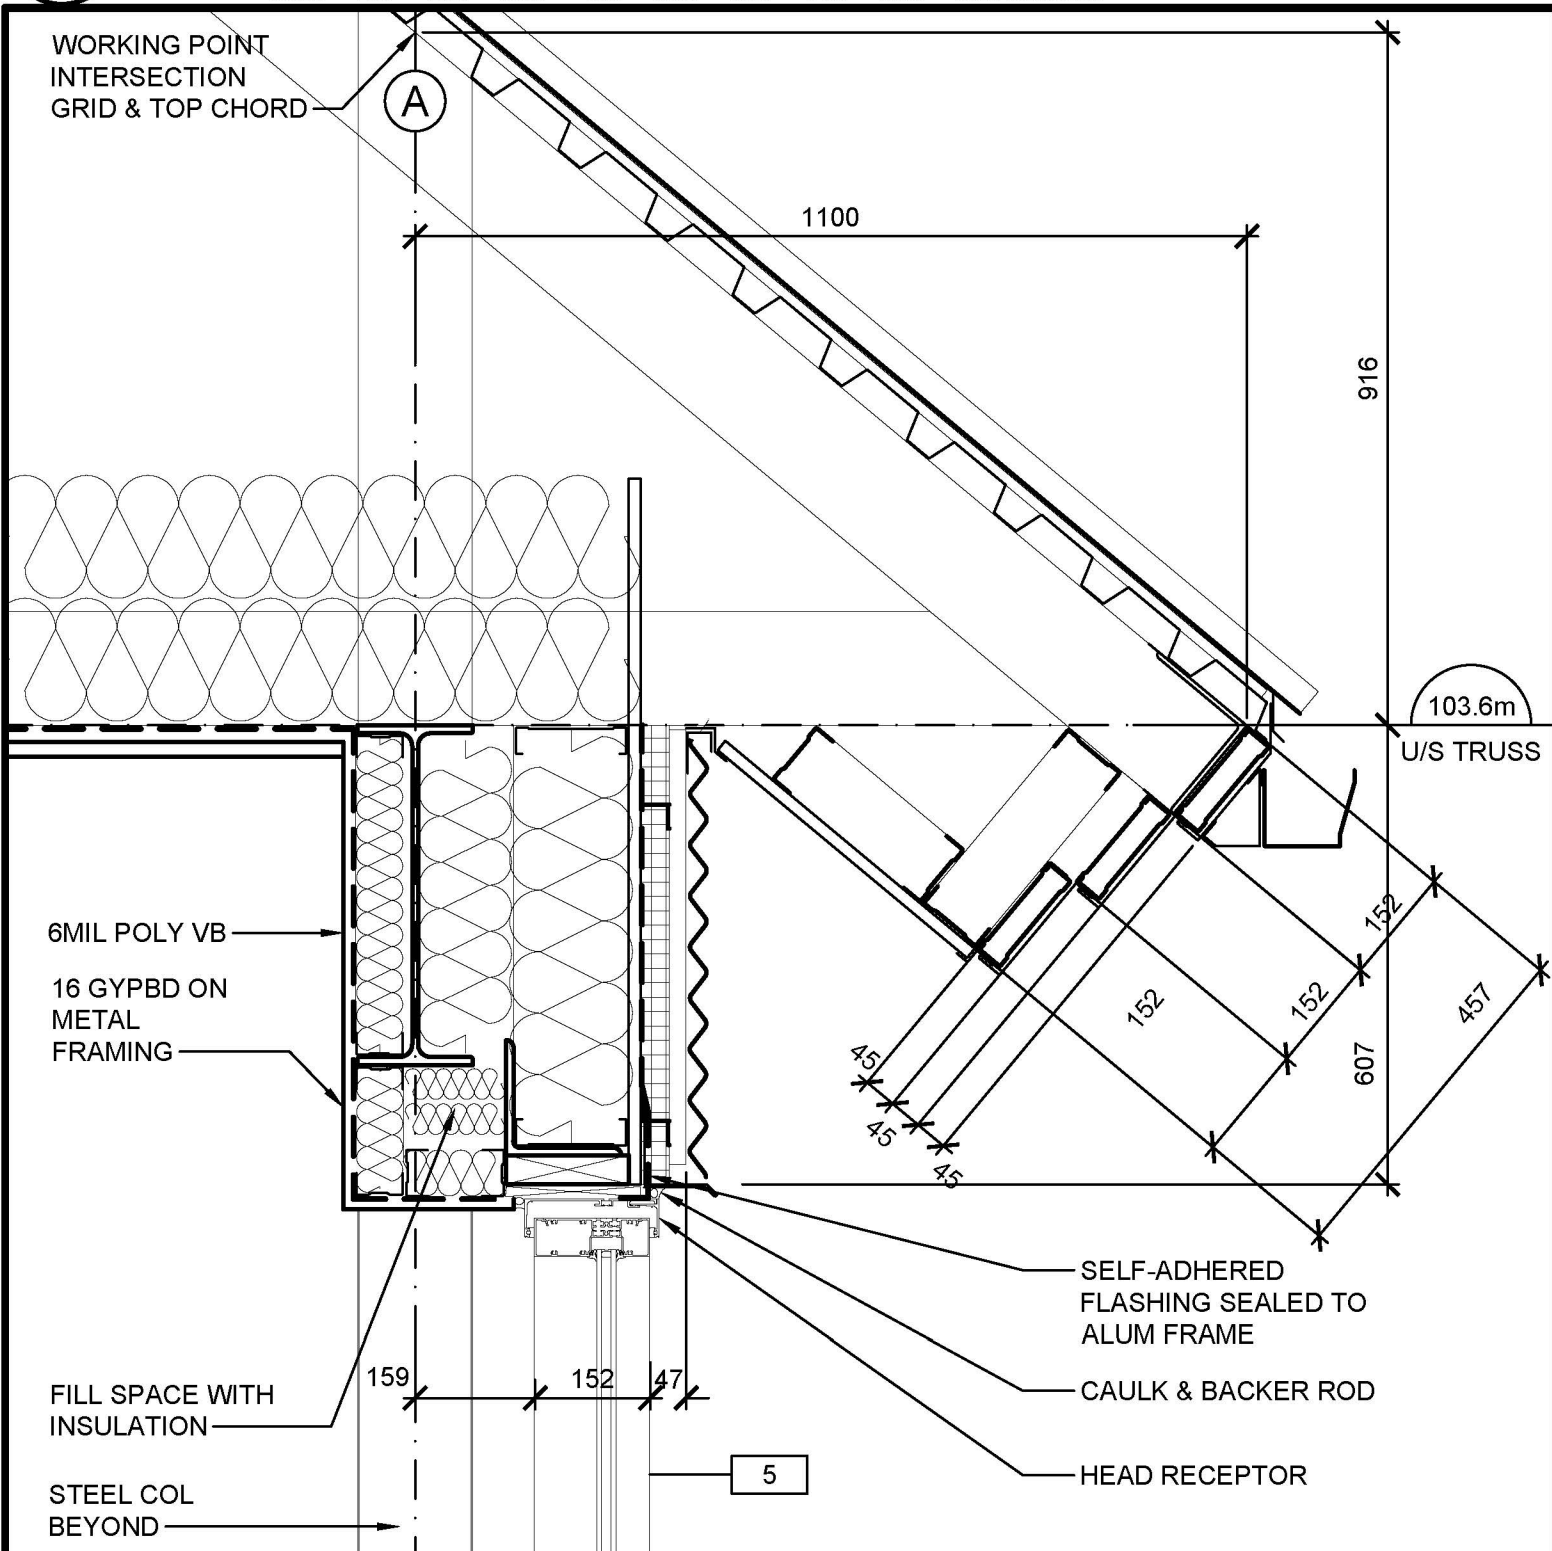 WORKING POINT
INTERSECTION
GRID & TOP CHORD
A
1100
916
103.6m
U/S TRUSS
6MIL POLY VB
16 GYPBD ON
METAL
FRAMING
152
152
152
457
607
45
45
45
SELF-ADHERED
FLASHING SEALED TO
ALUM FRAME
159
152
47
CAULK & BACKER ROD
FILL SPACE WITH
INSULATION
5
HEAD RECEPTOR
STEEL COL
BEYOND